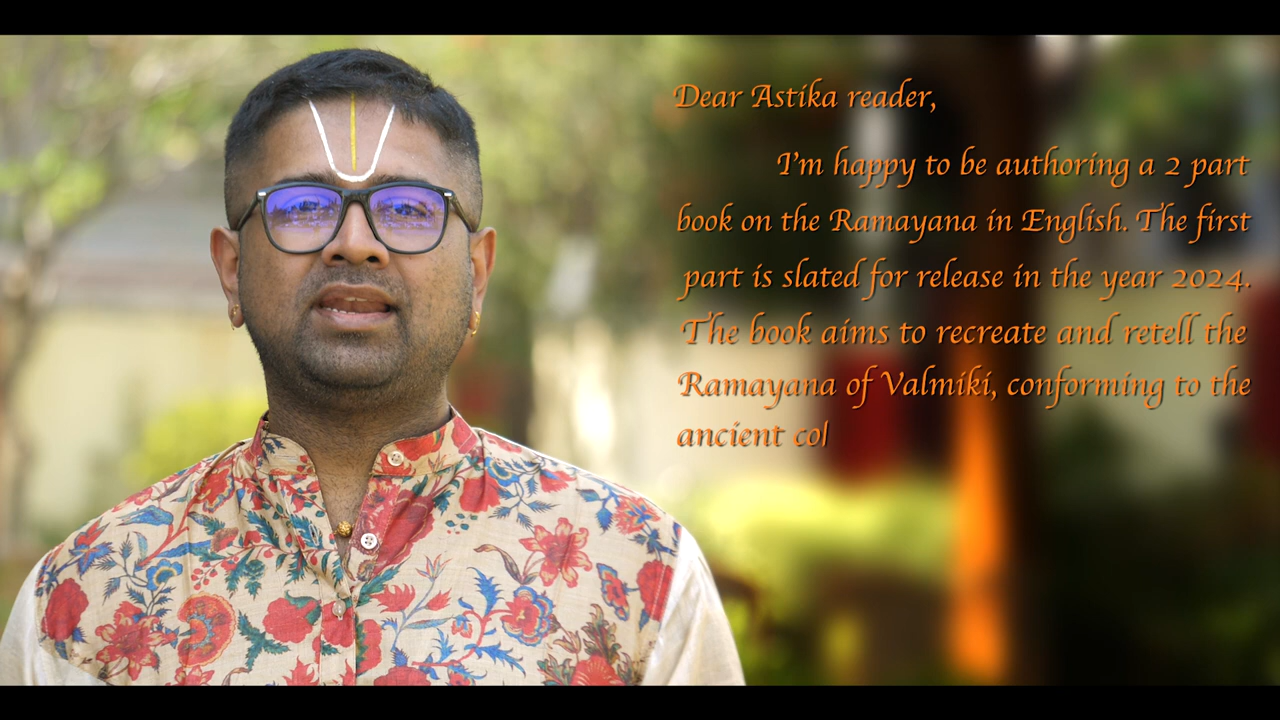 Dear Astika reader,
I'm happy to be authoring a 2 part
book on the Ramayana in English. The first
part is slated for release in the year 2024.
The book aims to recreate and retell the
Ramayana of Valmiki, conforming to the
ancient col